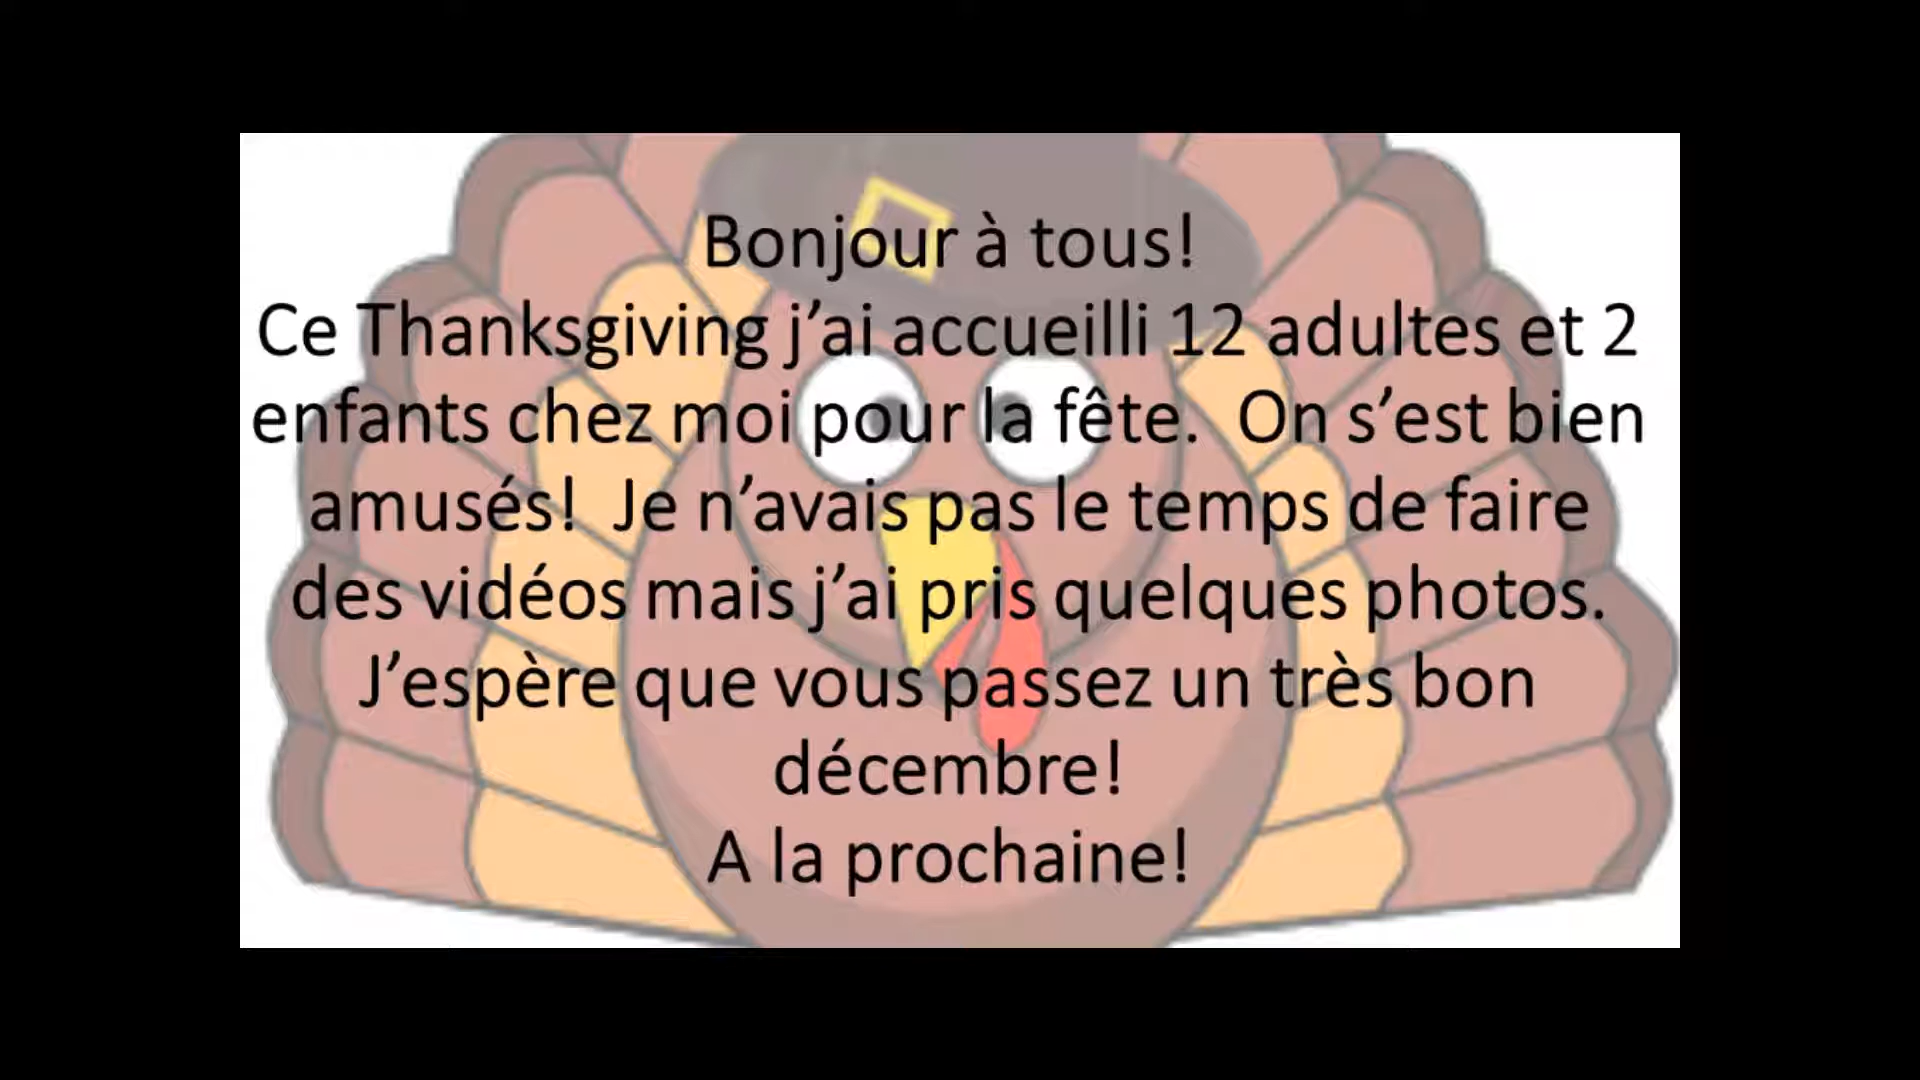 Bonjour à tous!
Ce Thanksgiving j’ai accueilli 12 adultes et 2
enfants chez moi pour la fête.  On s’est bien
amusés!  Je n’avais pas le temps de faire
des vidéos mais j’ai pris quelques photos.
J’espère que vous passez un très bon
décembre!
A la prochaine!